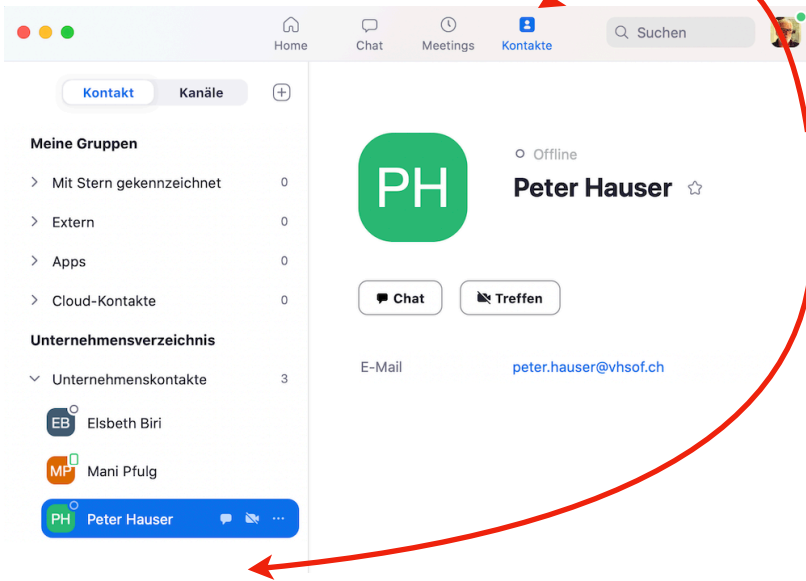 Home
Chat
Meetings
Kontakte
Suchen
Kontakt
Kanäle
Meine Gruppen
Mit Stern gekennzeichnet 0
Extern 0
Apps 0
Cloud-Kontakte 0
Unternehmensverzeichnis
Unternehmenskontakte 3
EB Elsbeth Biri
MP Mani Pfulg
PH Peter Hauser
PH
Offline
Peter Hauser
Chat
Treffen
E-Mail peter.hauser@vhsof.ch